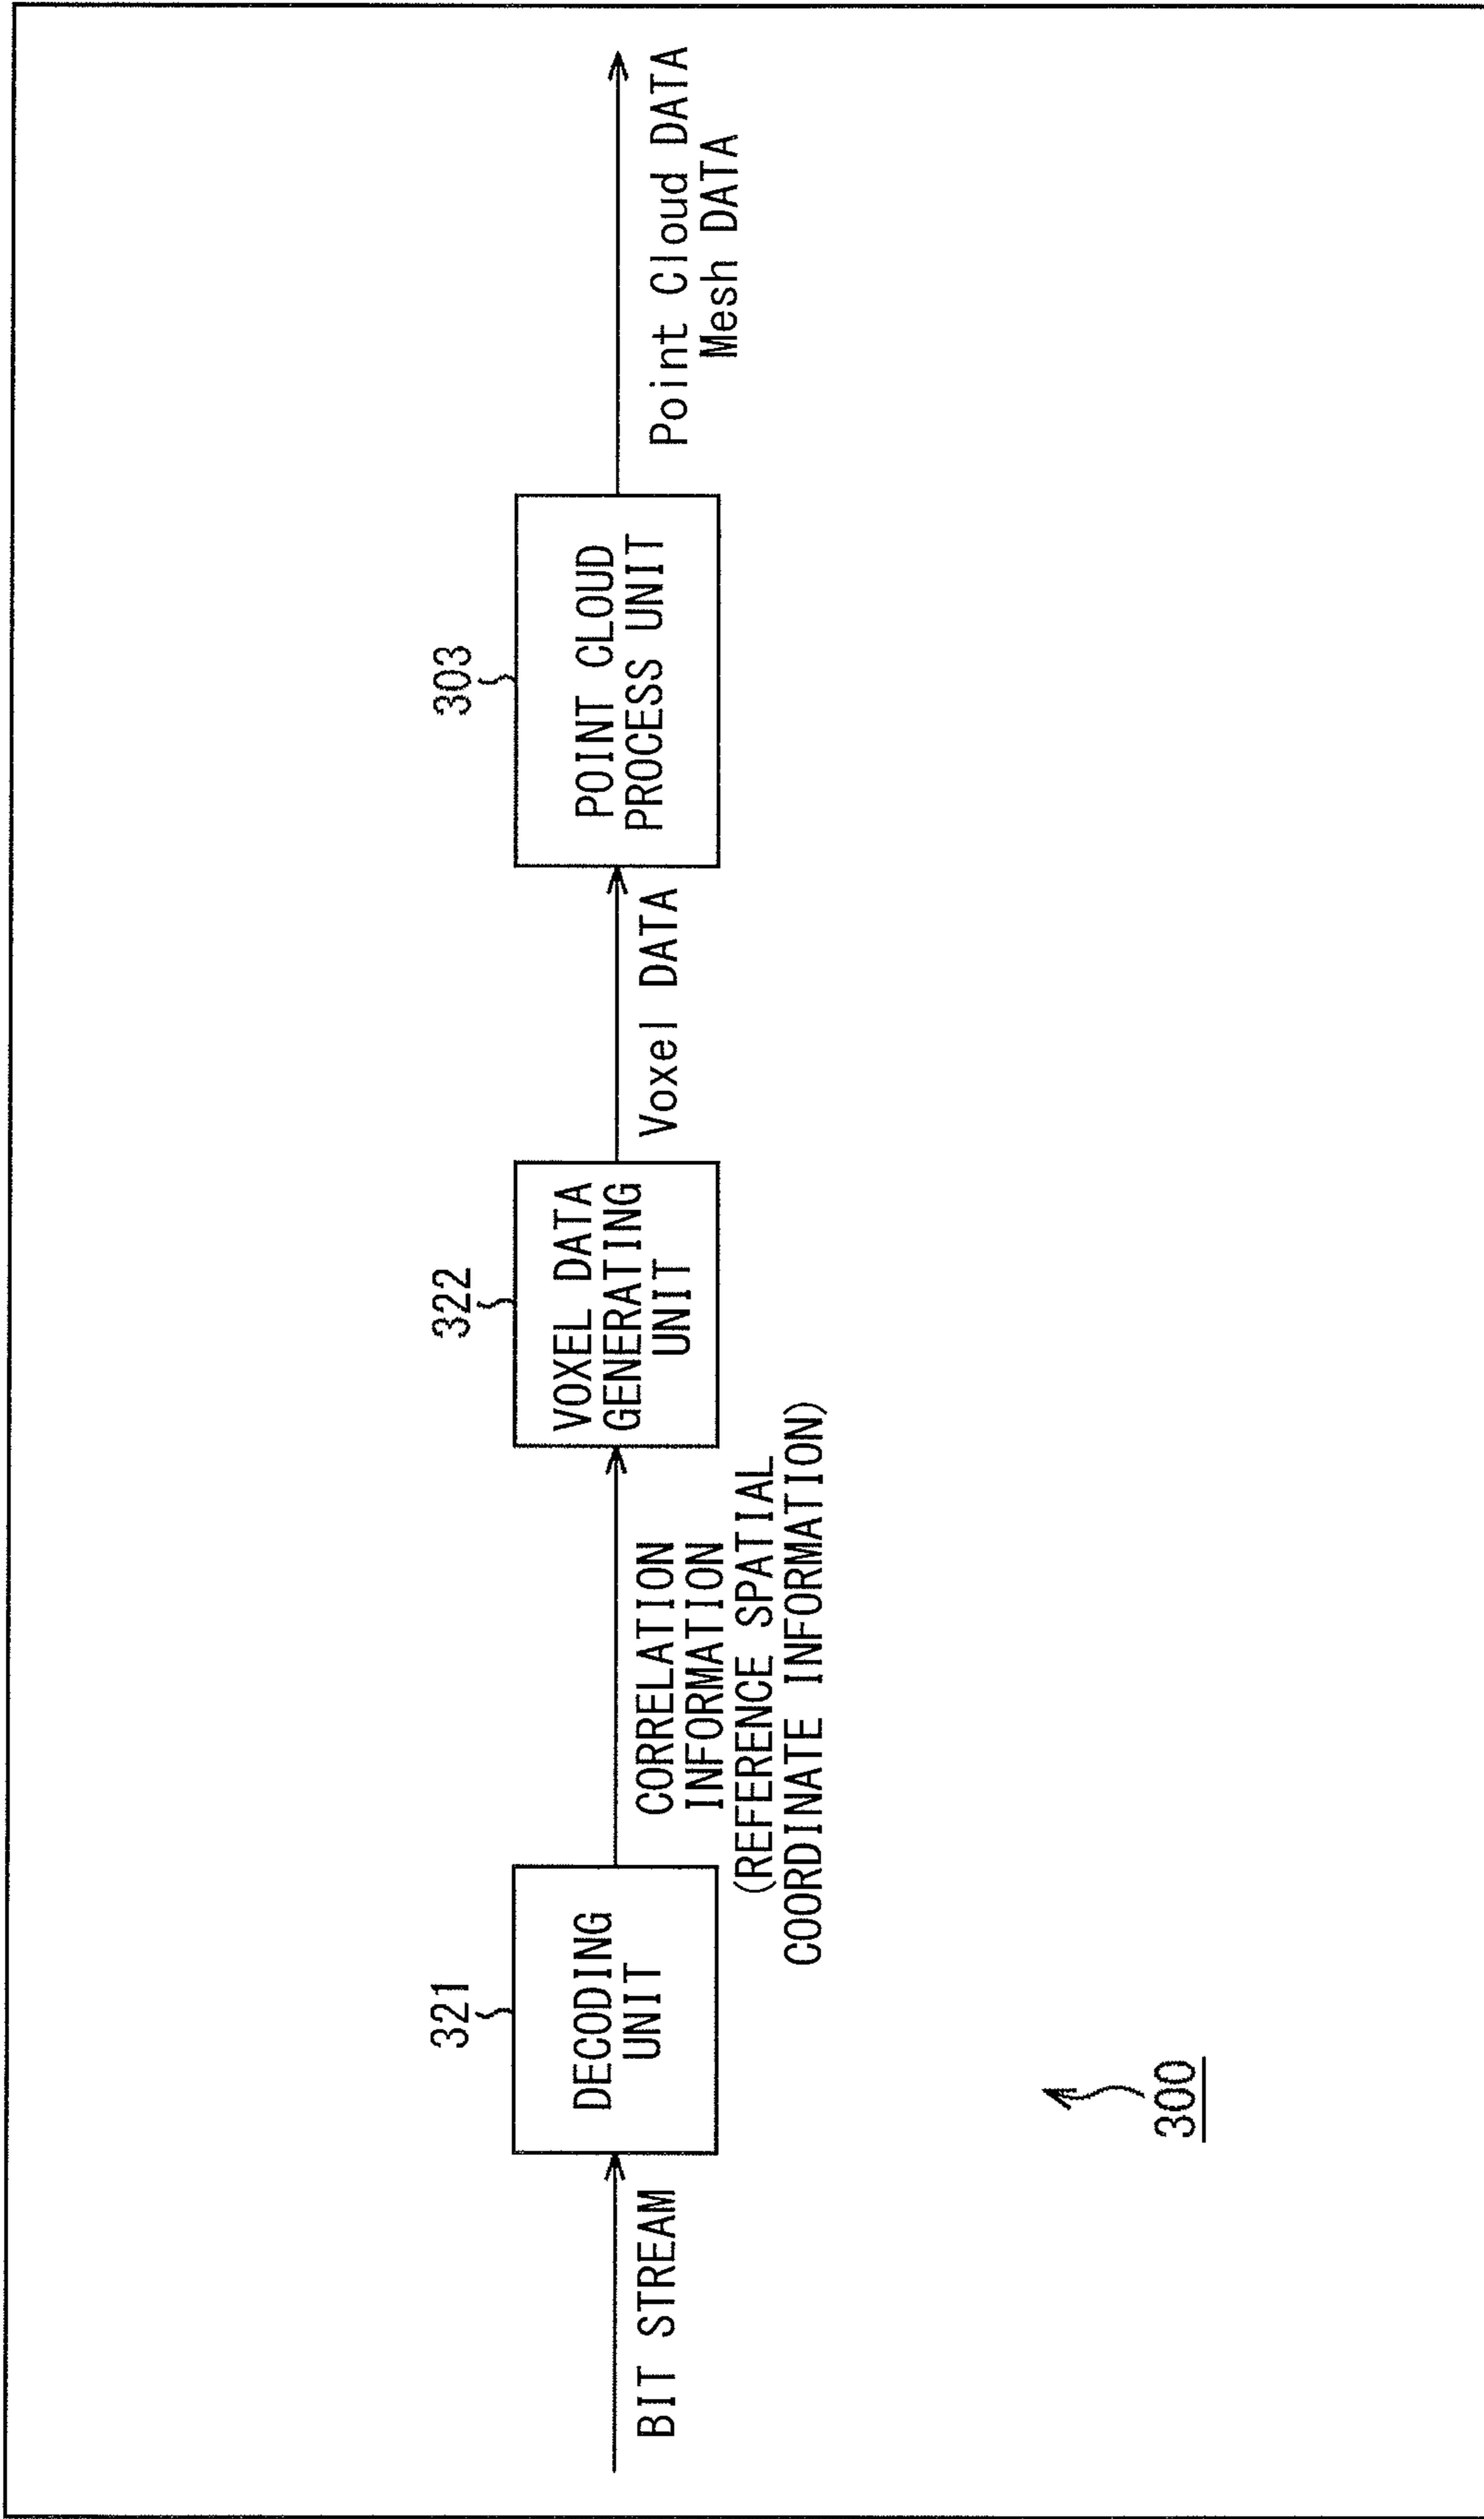 321
322
303
BIT STREAM
DECODING
UNIT
CORRELATION
INFORMATION
(REFERENCE SPATIAL
COORDINATE INFORMATION)
VOXEL DATA
GENERATING
UNIT
Voxel DATA
POINT CLOUD
PROCESS UNIT
Point Cloud DATA
Mesh DATA
300